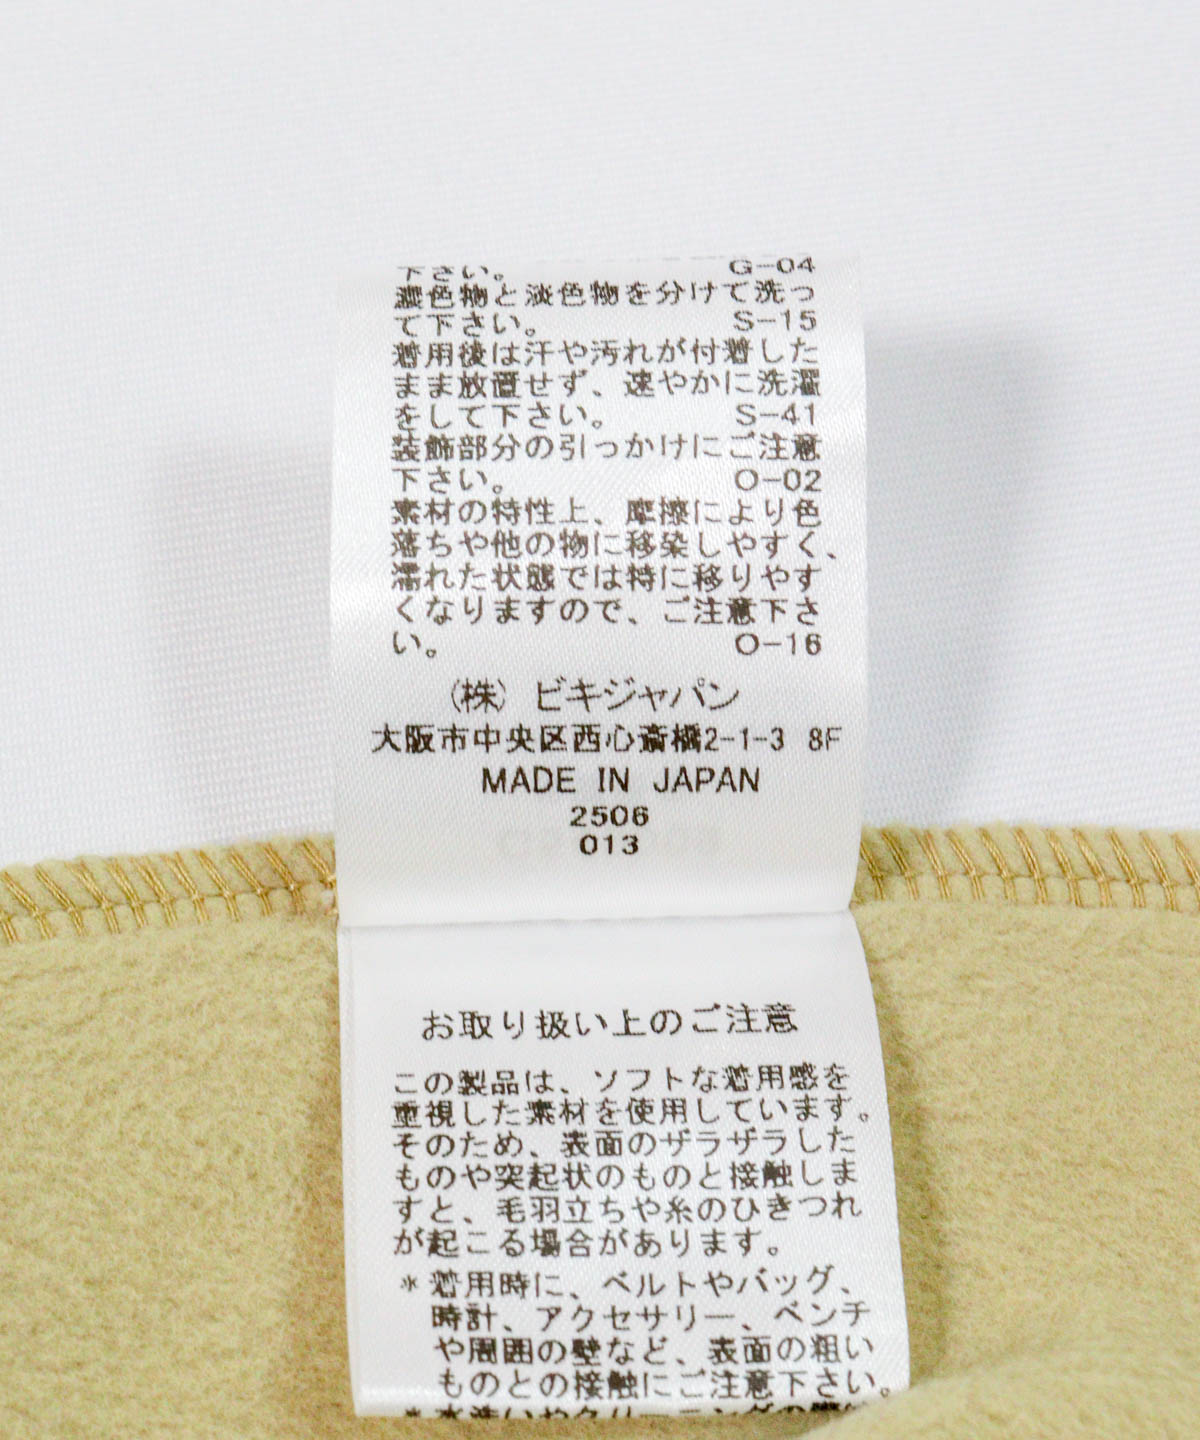 下さい。 G-04
濃色物と淡色物を分けて洗っ
て下さい。 S-15
着用後は汗や汚れが付着した
まま放置せず、速やかに洗濯
をして下さい。 S-41
装飾部分の引っかけにご注意
下さい。 O-02
素材の特性上、摩擦により色
落ちや他の物に移染しやすく、
濡れた状態では特に移りやす
くなりますので、ご注意下さ
い。 O-16
(株) ビキジャパン
大阪市中央区西心斎橋2-1-3 8F
MADE IN JAPAN
2506
013
お取り扱い上のご注意
この製品は、ソフトな着用感を
重視した素材を使用しています。
そのため、表面のザラザラした
ものや突起状のものと接触しま
すと、毛羽立ちや糸のひきつれ
が起こる場合があります。
*着用時に、ベルトやバッグ、
時計、アクセサリー、ベンチ
や周囲の壁など、表面の粗い
ものとの接触にご注意下さい。
*水洗いやクリーニングの際は